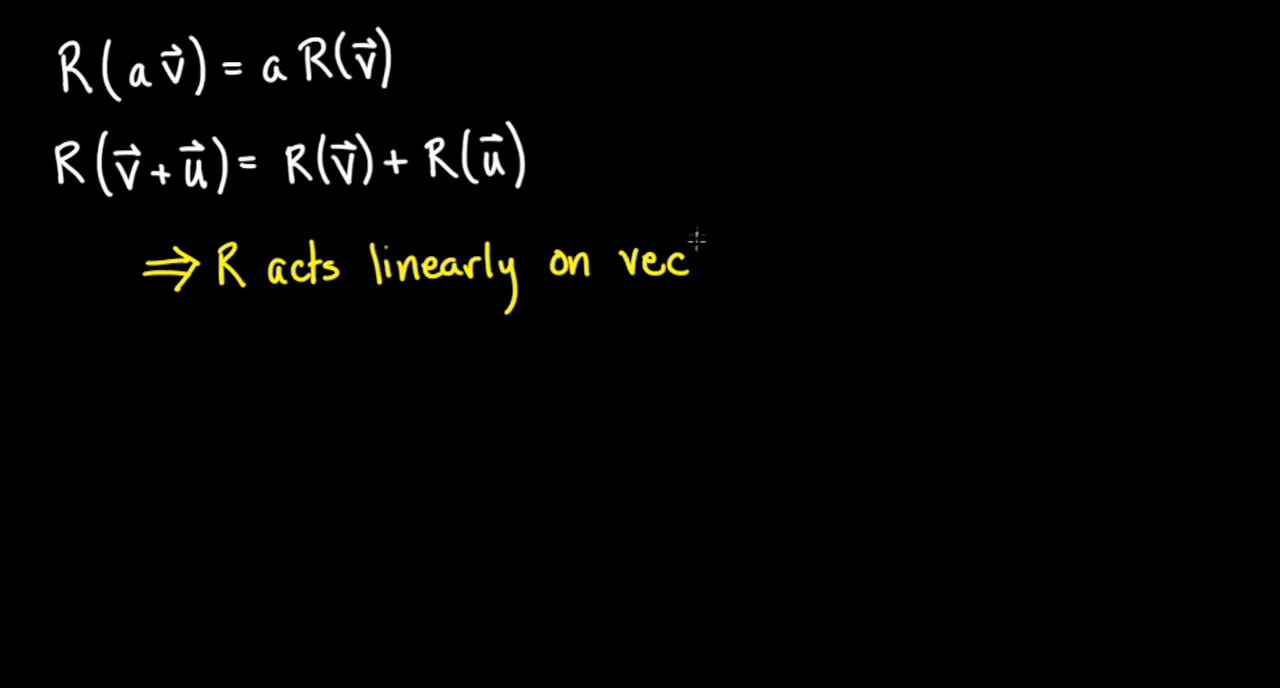 R(a v⃗) = a R(v⃗)
R(v⃗ + u⃗) = R(v⃗) + R(u⃗)
⇒ R acts linearly on vec